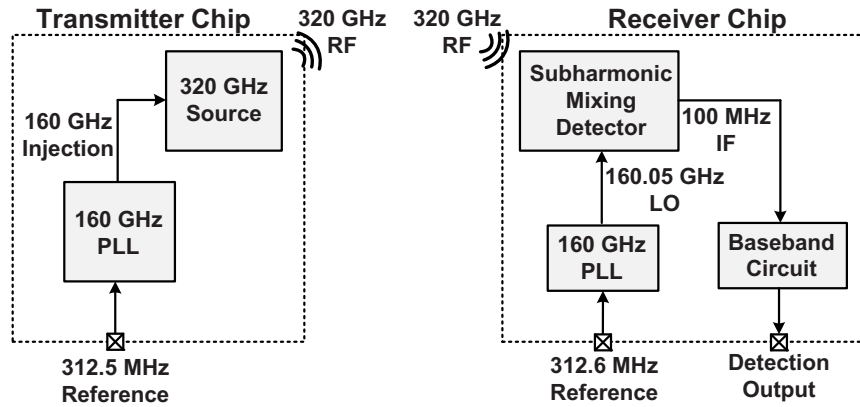 Transmitter Chip
320 GHz
RF
320 GHz
Source
160 GHz
Injection
160 GHz
PLL
312.5 MHz
Reference
320 GHz
RF
Receiver Chip
Subharmonic
Mixing
Detector
100 MHz
IF
160.05 GHz
LO
160 GHz
PLL
Baseband
Circuit
312.6 MHz
Reference
Detection
Output